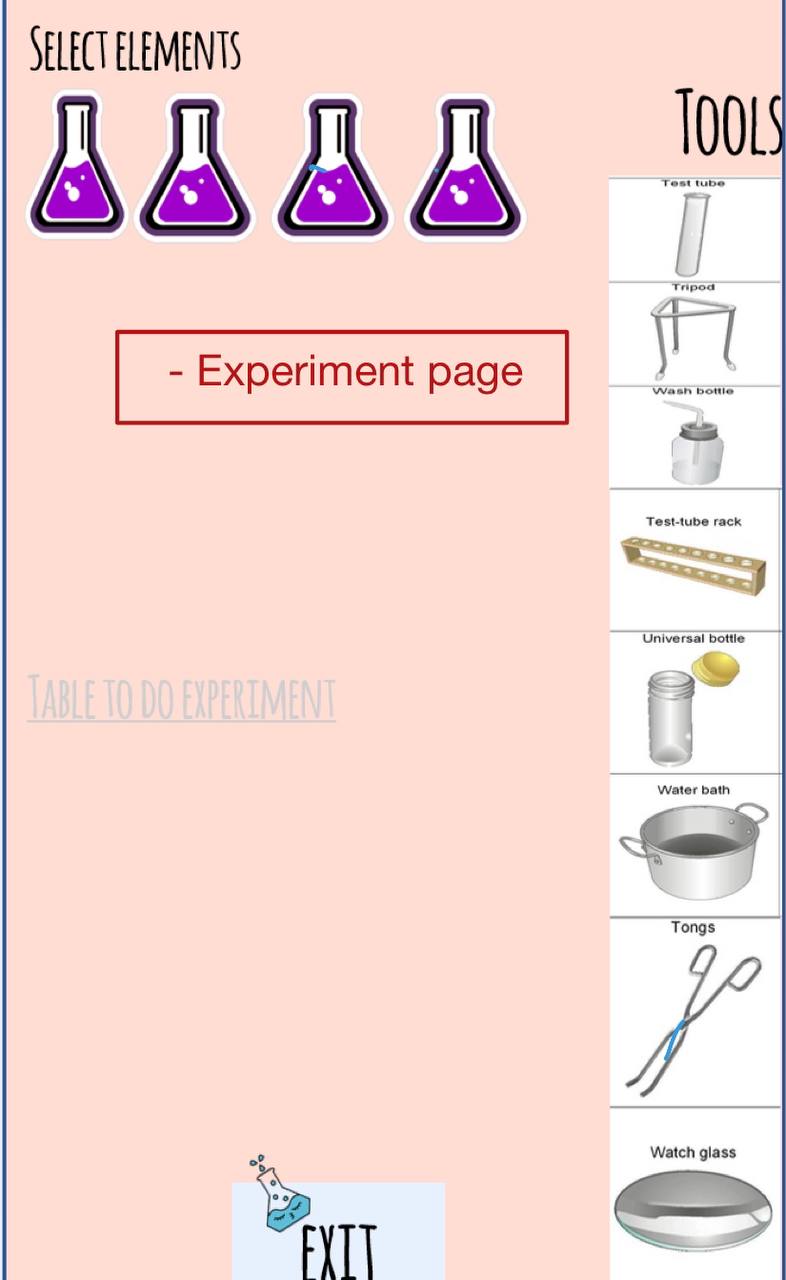 SELECT ELEMENTS
TOOLS
Test tube
Tripod
Wash bottle
- Experiment page
Test-tube rack
Universal bottle
TABLE TO DO EXPERIMENT
Water bath
Tongs
Watch glass
EXIT